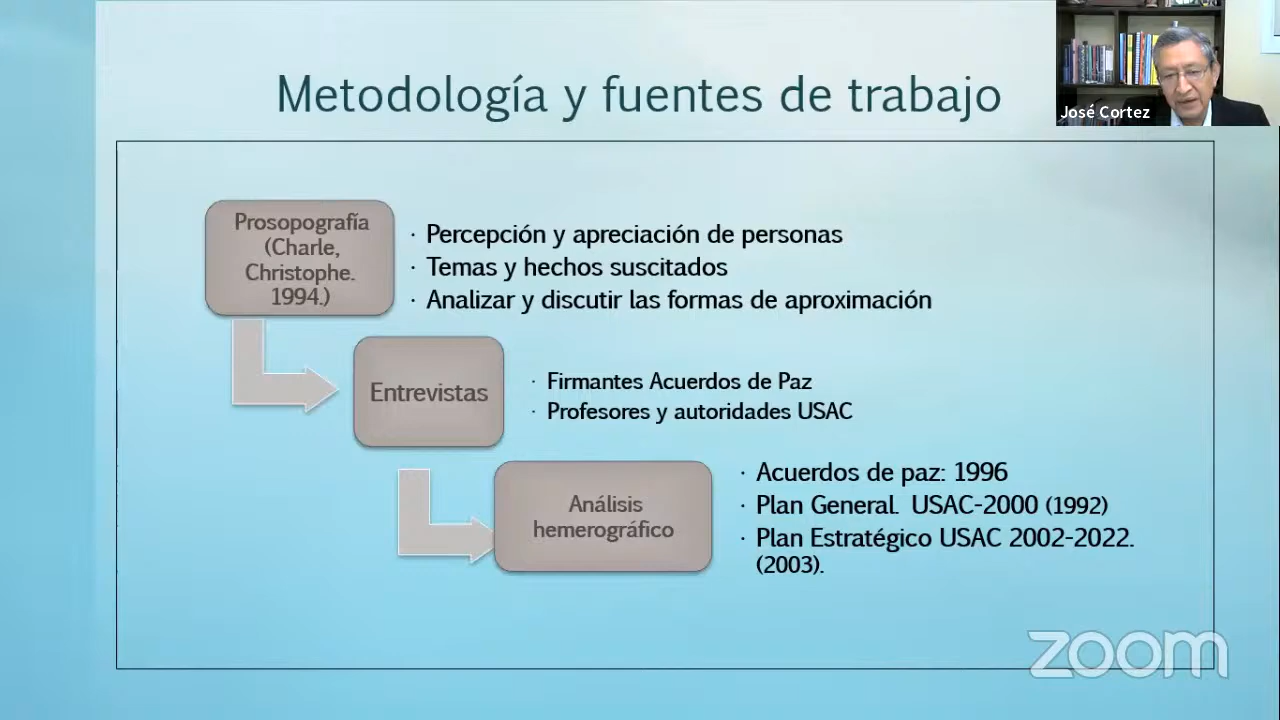 Metodología y fuentes de trabajo
José Cortez
Prosopografía
(Charle,
Christophe.
1994.)
· Percepción y apreciación de personas
· Temas y hechos suscitados
· Analizar y discutir las formas de aproximación
Entrevistas
· Firmantes Acuerdos de Paz
· Profesores y autoridades USAC
Análisis
hemerográfico
· Acuerdos de paz: 1996
· Plan General. USAC-2000 (1992)
· Plan Estratégico USAC 2002-2022.
(2003).
zoom